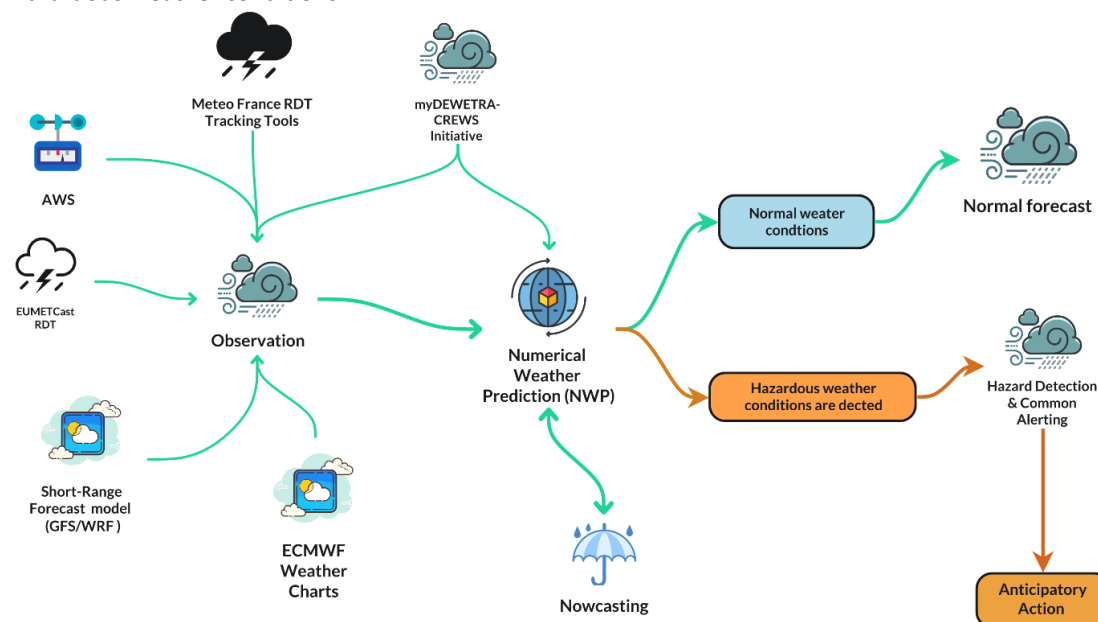 Meteo France RDT
Tracking Tools
myDEWETRA-
CREWS
Initiative
AWS
Normal weater
condtions
Normal forecast
EUMETCast
RDT
Observation
Numerical
Weather
Prediction (NWP)
Hazardous weather
conditions are dected
Hazard Detection
& Common
Alerting
Short-Range
Forecast model
(GFS/WRF )
ECMWF
Weather
Charts
Nowcasting
Anticipatory
Action